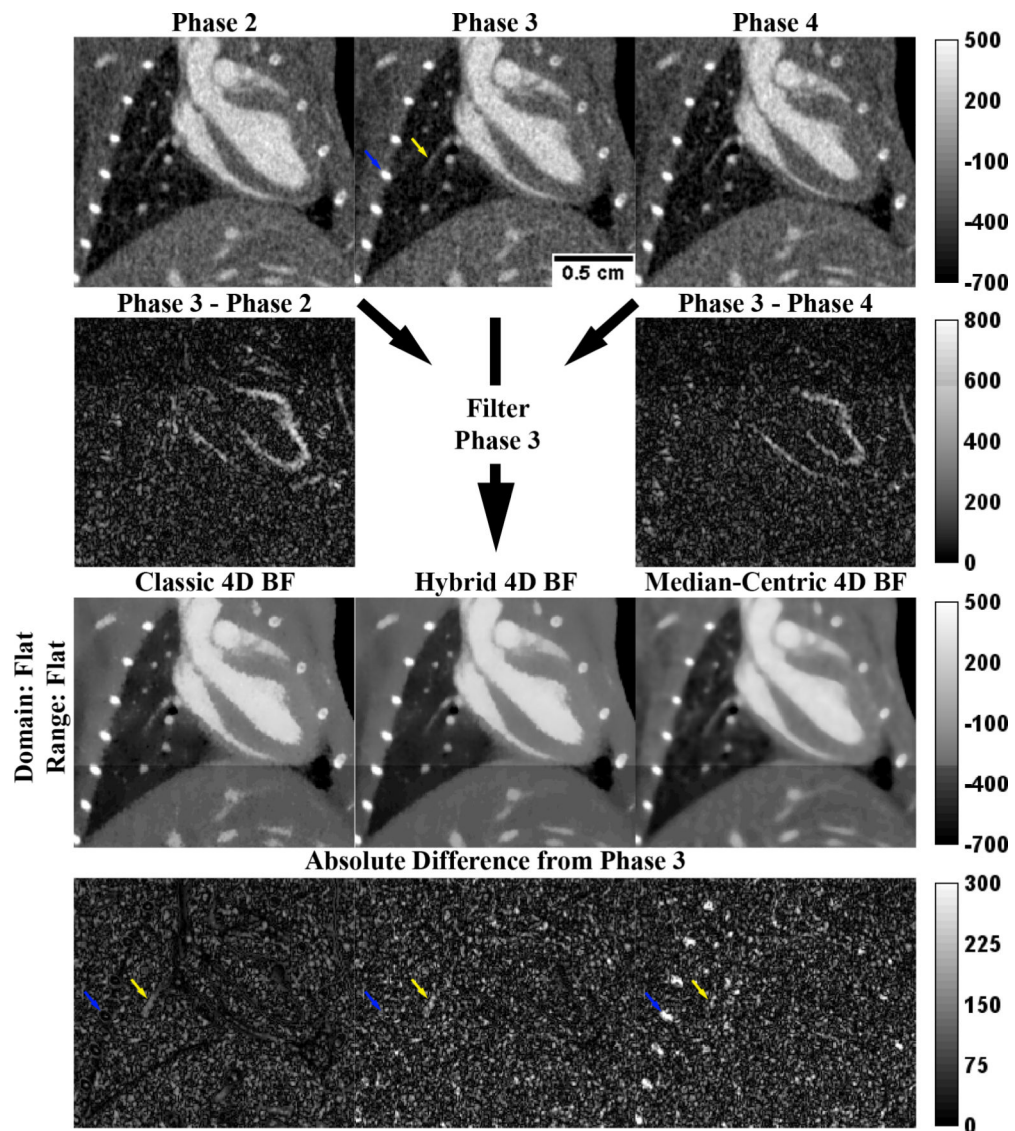 Phase 2
Phase 3
Phase 4
500
200
-100
-400
-700
0.5 cm
Phase 3 - Phase 2
Phase 3 - Phase 4
800
600
400
200
0
Filter
Phase 3
Classic 4D BF
Hybrid 4D BF
Median-Centric 4D BF
Domain: Flat
Range: Flat
500
200
-100
-400
-700
Absolute Difference from Phase 3
300
225
150
75
0